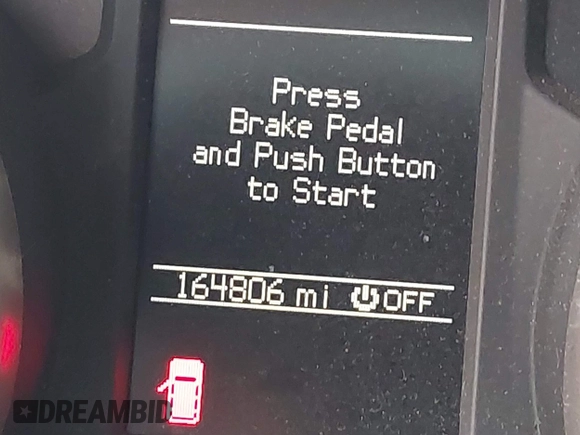 Press
Brake Pedal
and Push Button
to Start
164806 mi OFF
DREAMBID